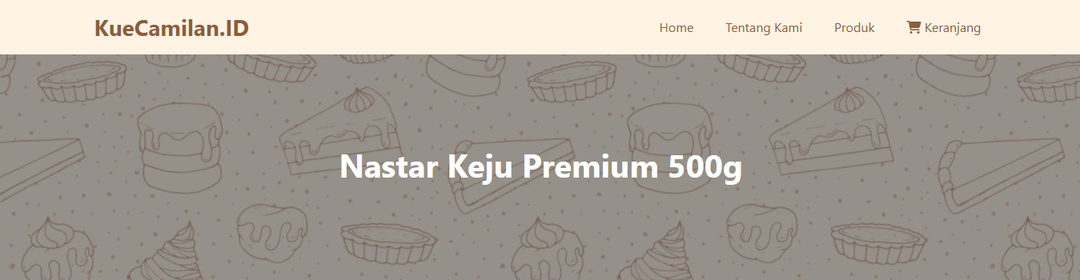 KueCamilan.ID
Home
Tentang Kami
Produk
Keranjang
Nastar Keju Premium 500g